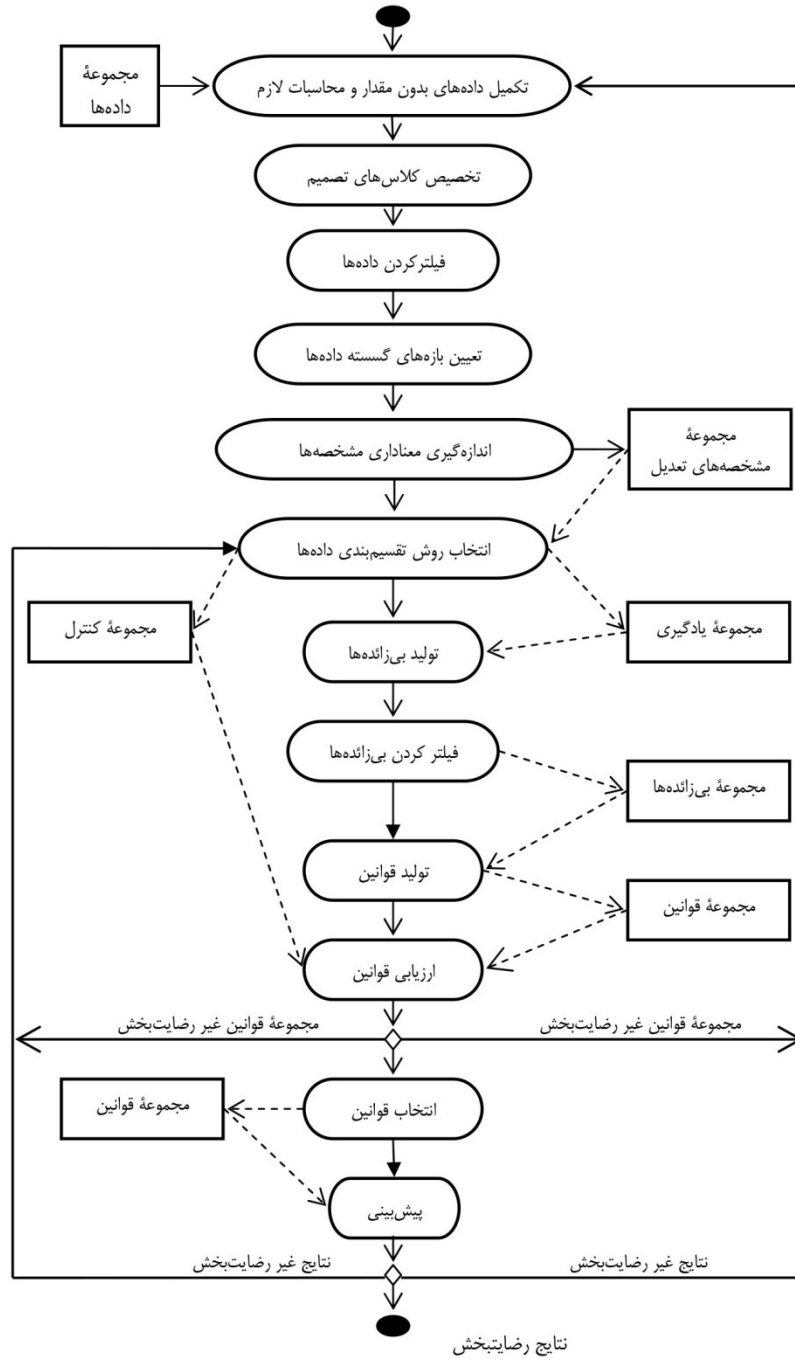 مجموعهٔ
داده‌ها
تکمیل داده‌های بدون مقدار و محاسبات لازم
تخصیص کلاس‌های تصمیم
فیلترکردن داده‌ها
تعیین بازه‌های گسسته داده‌ها
اندازه‌گیری معناداری مشخصه‌ها
مجموعهٔ
مشخصه‌های تعدیل
انتخاب روش تقسیم‌بندی داده‌ها
مجموعهٔ یادگیری
مجموعهٔ کنترل
تولید بی‌زائده‌ها
فیلتر کردن بی‌زائده‌ها
مجموعهٔ بی‌زائده‌ها
تولید قوانین
مجموعهٔ قوانین
ارزیابی قوانین
مجموعهٔ قوانین غیر رضایت‌بخش
مجموعهٔ قوانین غیر رضایت‌بخش
انتخاب قوانین
مجموعهٔ قوانین
پیش‌بینی
نتایج غیر رضایت‌بخش
نتایج غیر رضایت‌بخش
نتایج رضایتبخش